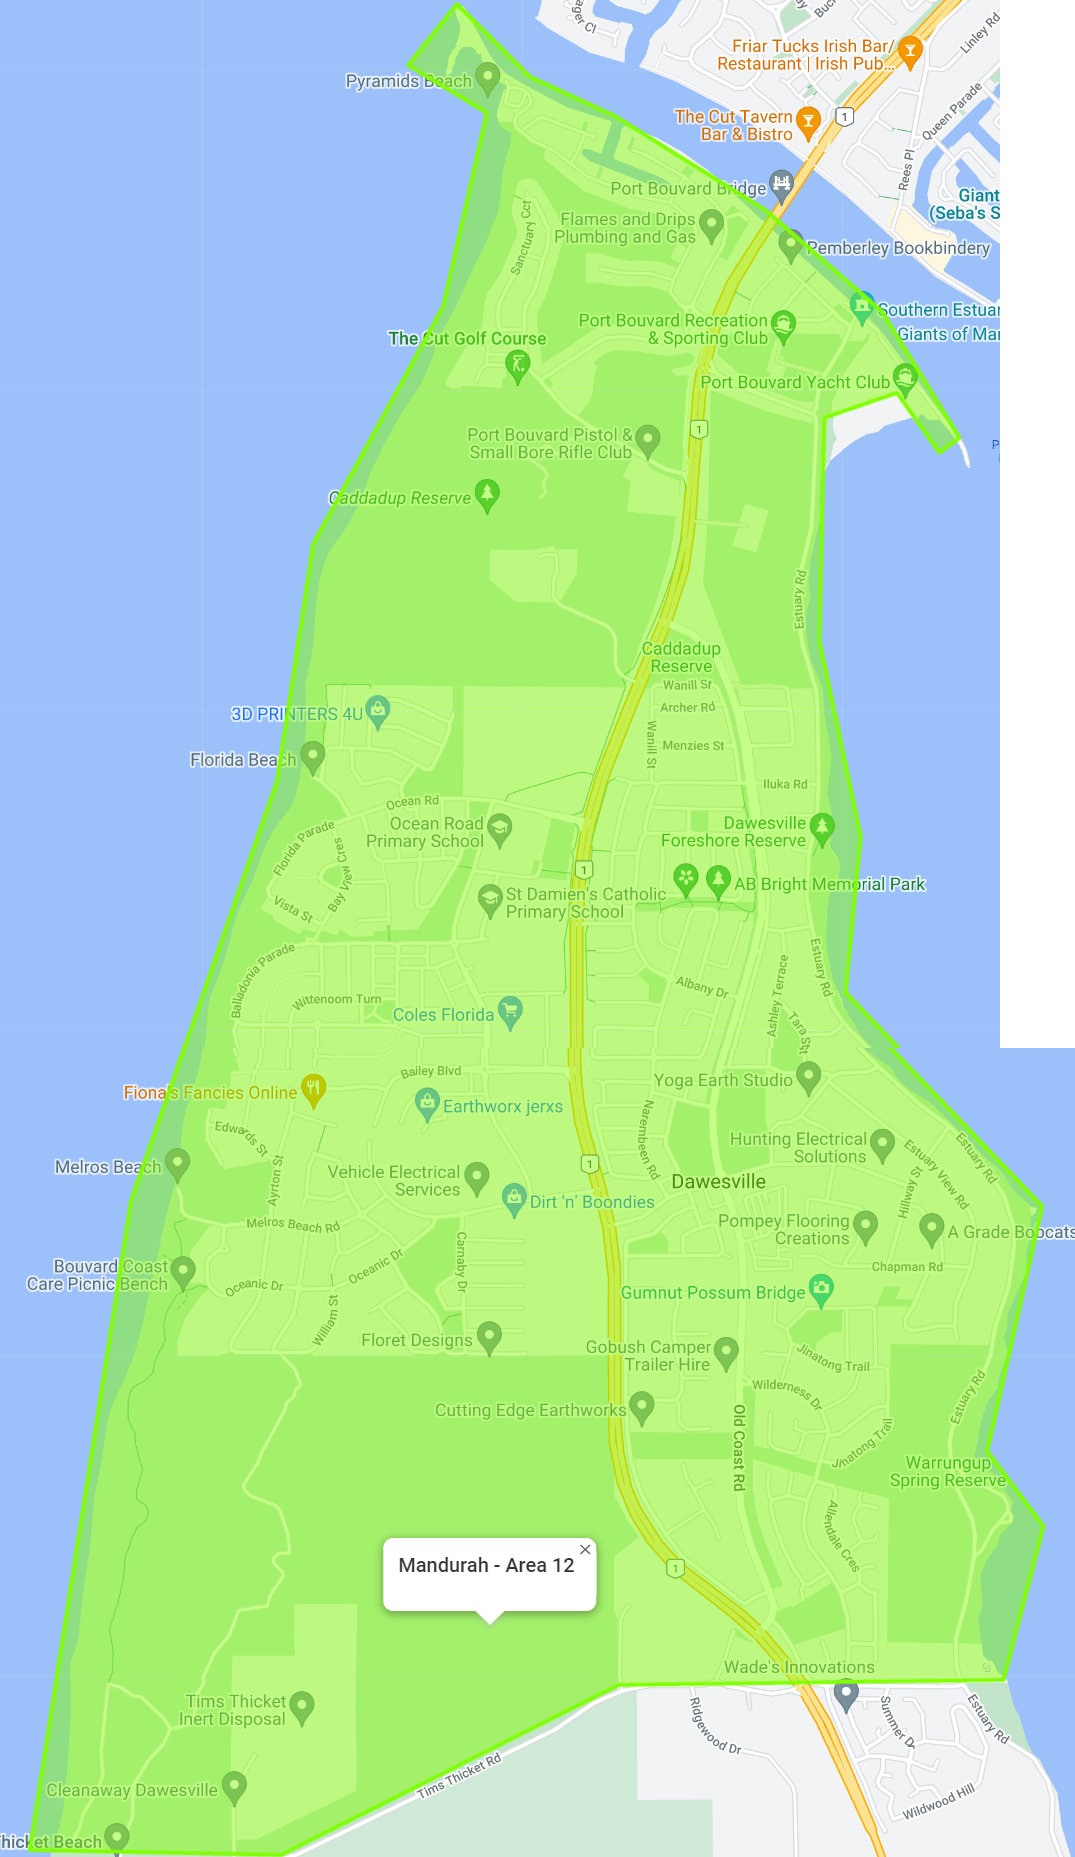 Friar Tucks Irish Bar/
Restaurant | Irish Pub...
Linley Rd
Pyramids Beach
The Cut Tavern
Bar & Bistro
1
Queen Parade
Rees Pl
Port Bouvard Bridge
Giant
(Seba's S
Sanctuary Cct
Flames and Drips
Plumbing and Gas
Pemberley Bookbindery
Southern Estuar
Giants of Mar
Port Bouvard Recreation
& Sporting Club
The Cut Golf Course
Port Bouvard Yacht Club
1
Port Bouvard Pistol &
Small Bore Rifle Club
Caddadup Reserve
Estuary Rd
Caddadup
Reserve
Wanill St
Archer Rd
Wanill St
Menzies St
3D PRINTERS 4U
Florida Beach
Iluka Rd
Ocean Rd
Ocean Road
Primary School
Dawesville
Foreshore Reserve
Florida Parade
Bay View Cres
1
AB Bright Memorial Park
Vista St
St Damien's Catholic
Primary School
Balladonia Parade
Estuary Rd
Ashley Terrace
Albany Dr
Wittenoom Turn
Coles Florida
Tara St
Bailey Blvd
Yoga Earth Studio
Fiona's Fancies Online
Earthworx jerxs
Narembeen Rd
Edwards St
Hunting Electrical
Solutions
Estuary Rd
Estuary View Rd
Melros Beach
Ayrton St
Vehicle Electrical
Services
1
Dawesville
Hillway St
Dirt 'n' Boondies
Melros Beach Rd
Pompey Flooring
Creations
A Grade Bobcats
Bouvard Coast
Care Picnic Bench
Oceanic Dr
Oceanic Dr
Carnaby Dr
Chapman Rd
William St
Gumnut Possum Bridge
Floret Designs
Gobush Camper
Trailer Hire
Jinatong Trail
Wilderness Dr
Estuary Rd
Cutting Edge Earthworks
Old Coast Rd
Jinatong Trail
Warrungup
Spring Reserve
Allendale Cres
Mandurah - Area 12
1
Wade's Innovations
Tims Thicket
Inert Disposal
Ridgewood Dr
Summer Dr
Estuary Rd
Tims Thicket Rd
Cleanaway Dawesville
Wildwood Hill
hicket Beach